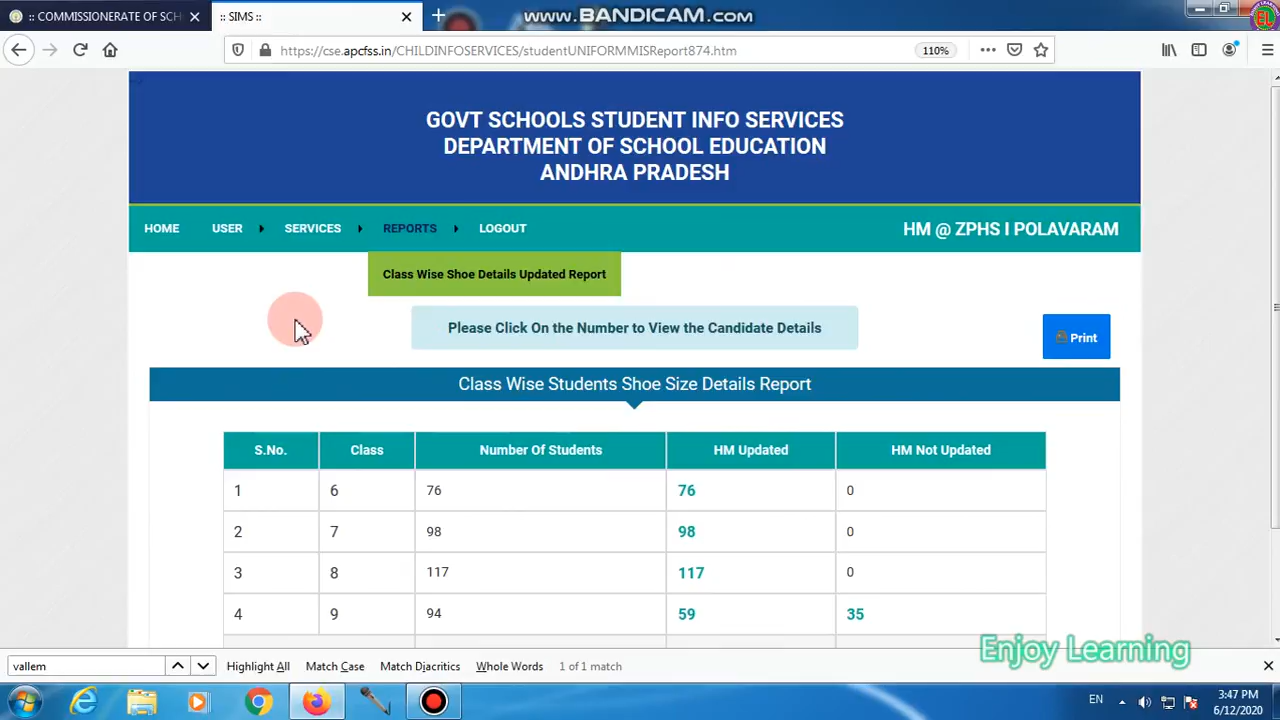 COMMISSIONERATE OF SCH
:: SIMS ::
www.BANDICAM.com
EL
https://cse.apcfss.in/CHILDINFOSERVICES/studentUNIFORMMISReport874.htm
110%
GOVT SCHOOLS STUDENT INFO SERVICES
DEPARTMENT OF SCHOOL EDUCATION
ANDHRA PRADESH
HOME USER SERVICES REPORTS LOGOUT HM @ ZPHS I POLAVARAM
Class Wise Shoe Details Updated Report
Please Click On the Number to View the Candidate Details
Print
Class Wise Students Shoe Size Details Report
S.No. Class Number Of Students HM Updated HM Not Updated
1 6 76 76 0
2 7 98 98 0
3 8 117 117 0
4 9 94 59 35
Enjoy Learning
vallem Highlight All Match Case Match Diacritics Whole Words 1 of 1 match
EN 3:47 PM
6/12/2020